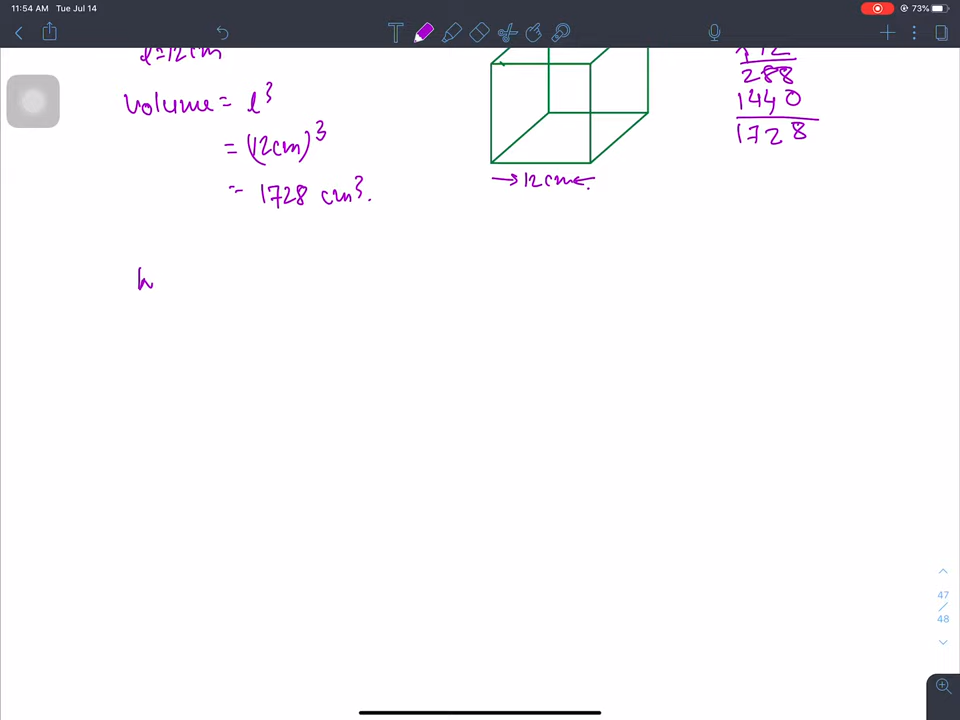 11:54 AM Tue Jul 14
73%
l=12cm
Volume = l³
= (12cm)³
= 1728 cm³.
12cm
288
1440
1728
h
47
/
48